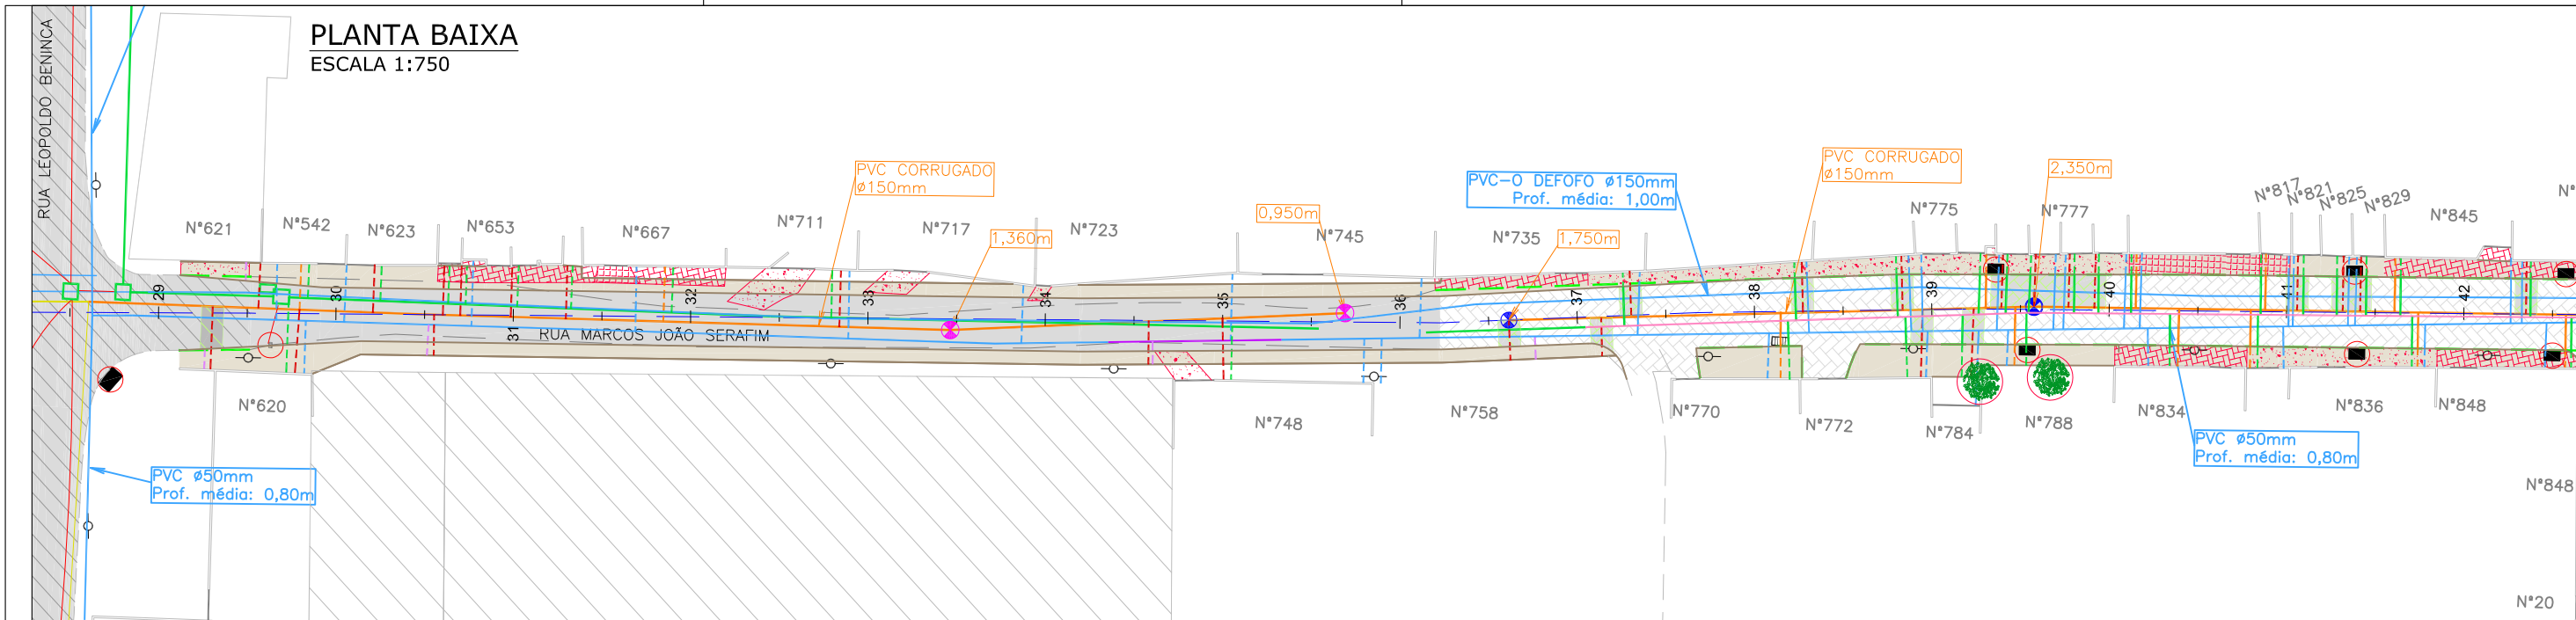 PLANTA BAIXA
ESCALA 1:750
RUA LEOPOLDO BENINCA
PVC CORRUGADO
ø150mm
0,950m
1,360m
PVC-O DEFOFO ø150mm
Prof. média: 1,00m
1,750m
PVC CORRUGADO
ø150mm
2,350m
N°621
N°542
N°623
N°653
N°667
N°711
N°717
N°723
N°745
N°735
N°775
N°777
N°817
N°821
N°825
N°829
N°845
29
30
31
32
33
34
35
36
37
38
39
40
41
42
RUA MARCOS JOÃO SERAFIM
N°620
N°748
N°758
N°770
N°772
N°784
N°788
N°834
N°836
N°848
PVC ø50mm
Prof. média: 0,80m
PVC ø50mm
Prof. média: 0,80m
N°848
N°20